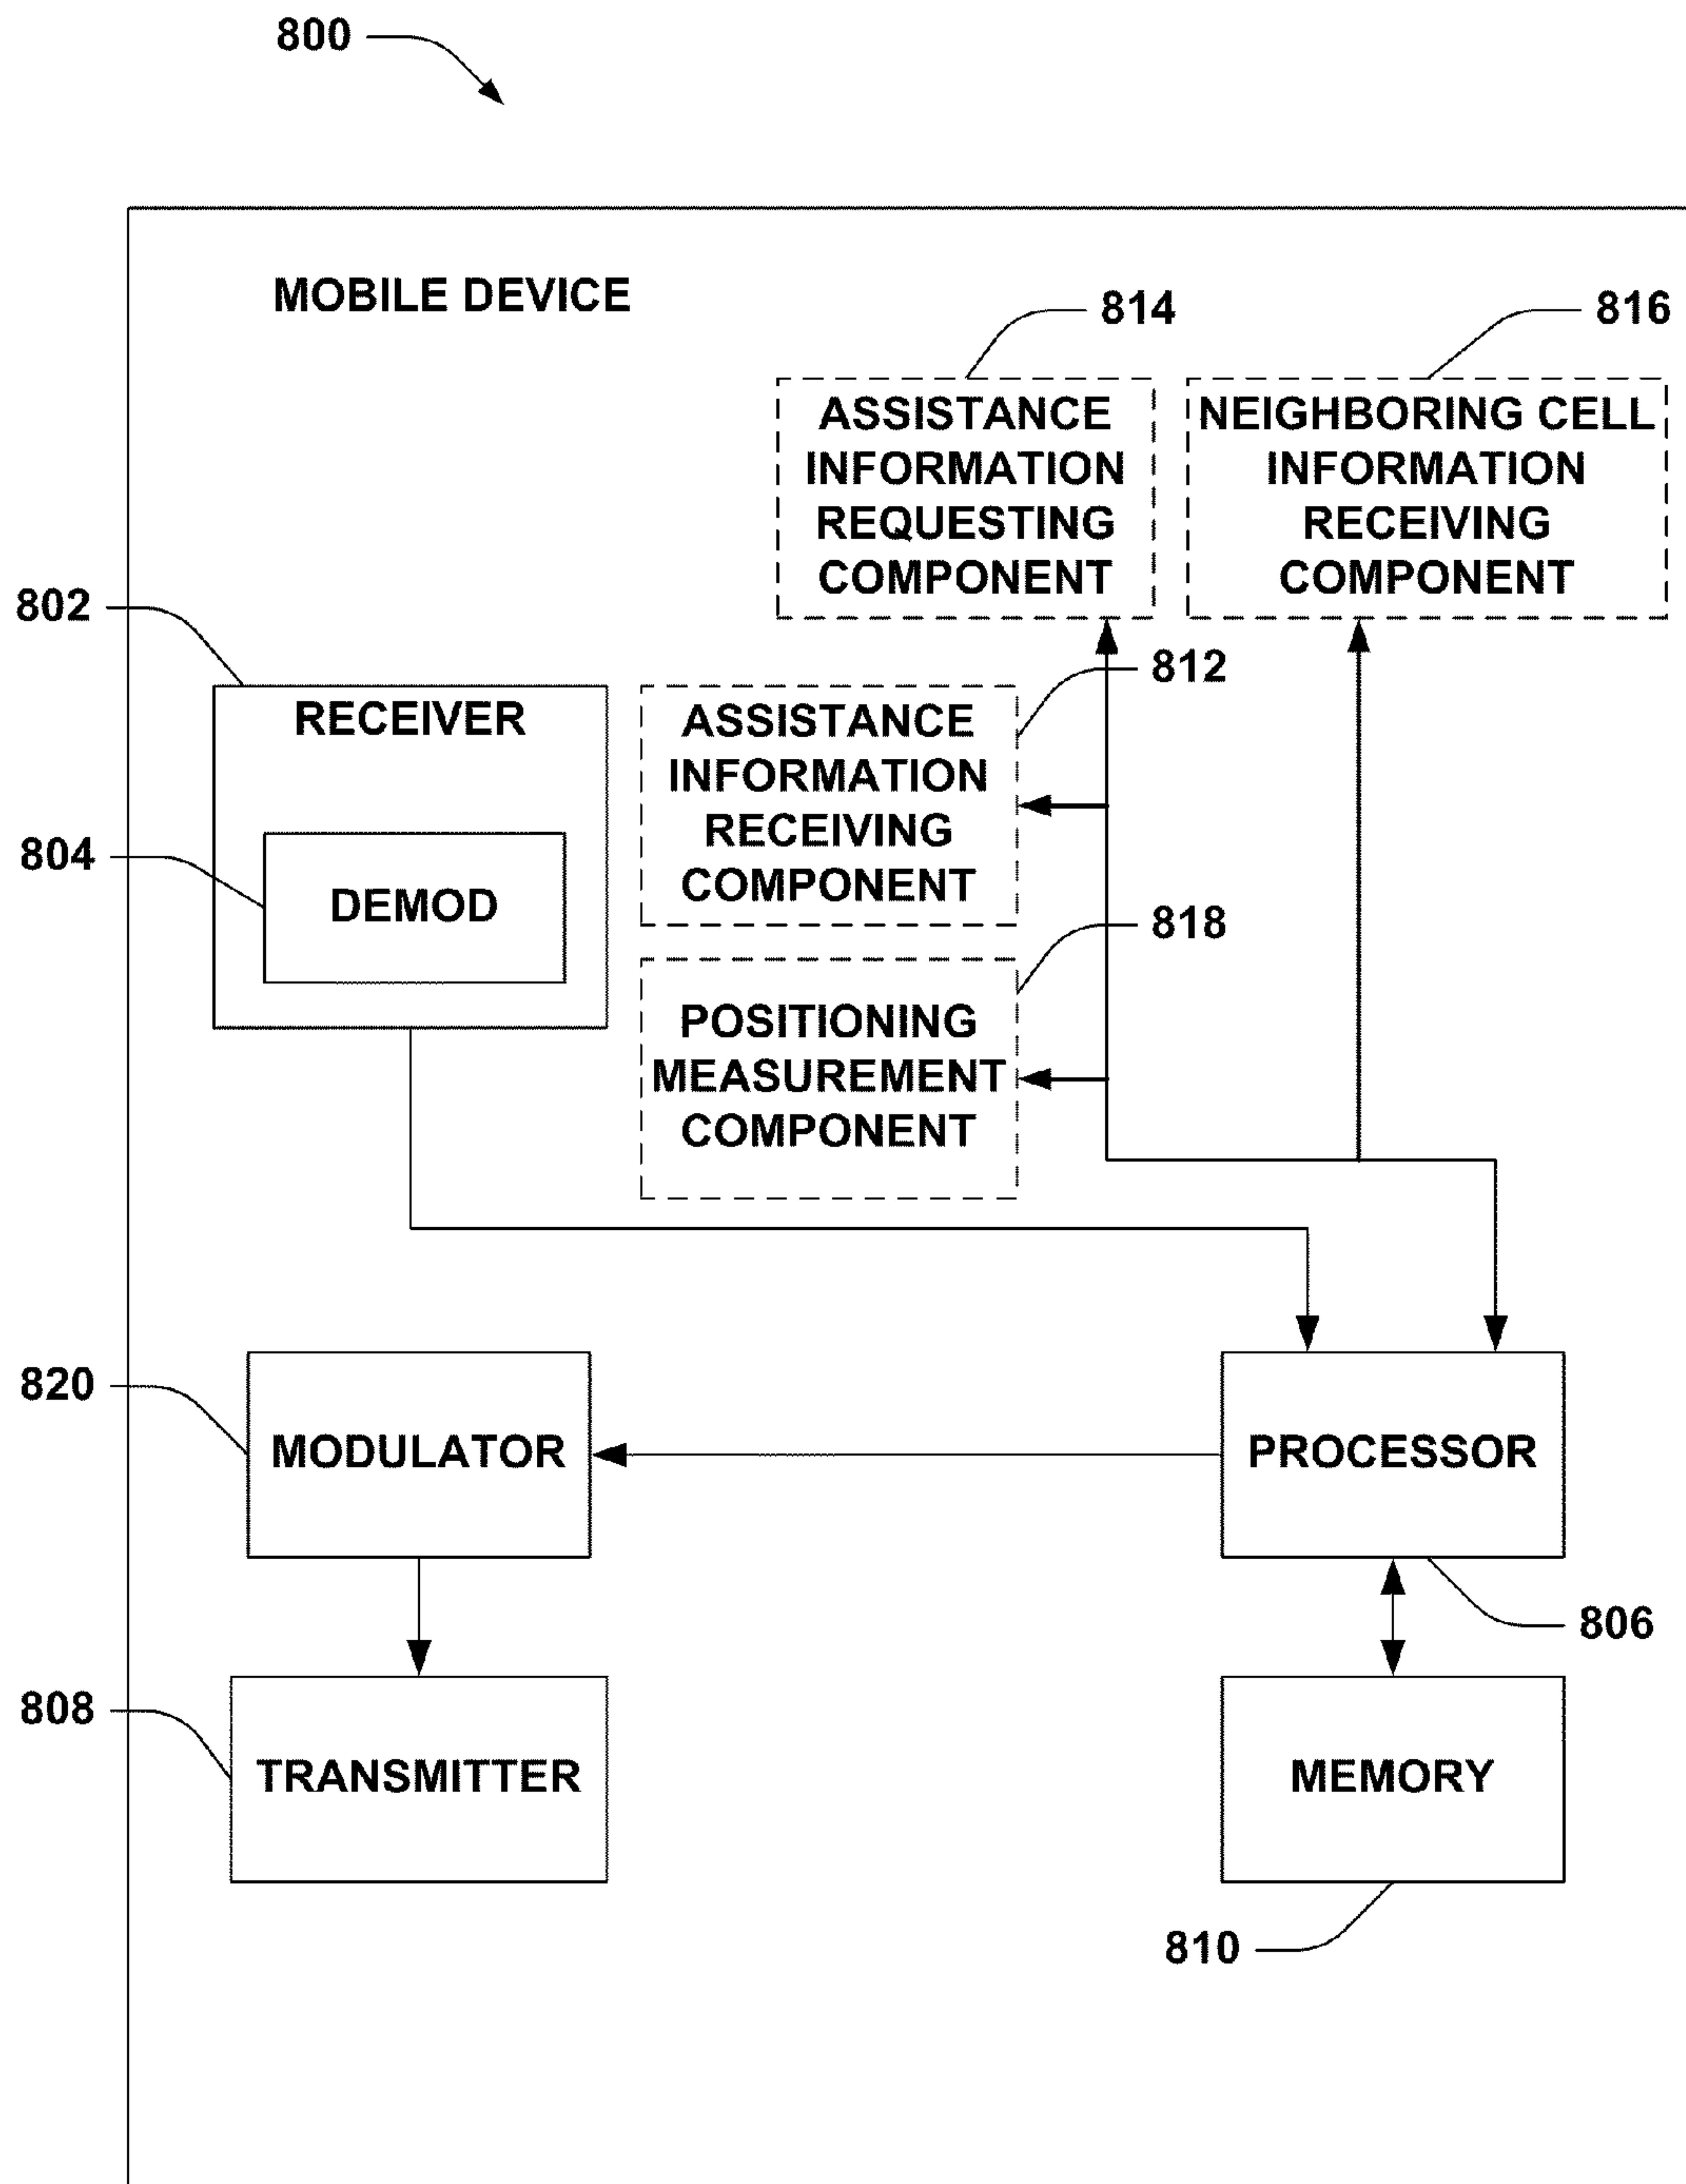 800
MOBILE DEVICE
814
816
ASSISTANCE
INFORMATION
REQUESTING
COMPONENT
NEIGHBORING CELL
INFORMATION
RECEIVING
COMPONENT
802
812
RECEIVER
ASSISTANCE
INFORMATION
RECEIVING
COMPONENT
804
DEMOD
818
POSITIONING
MEASUREMENT
COMPONENT
820
MODULATOR
PROCESSOR
806
808
TRANSMITTER
MEMORY
810